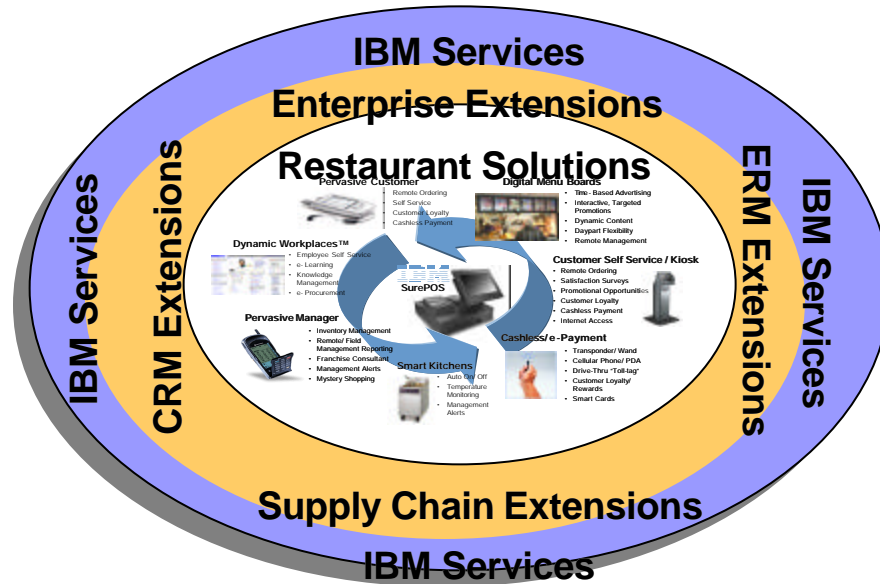 IBM Services
Enterprise Extensions
Restaurant Solutions
IBM Services
CRM Extensions
ERM Extensions
IBM Services
Pervasive Customer
• Remote Ordering
• Self Service
• Customer Loyalty
• Cashless Payment
Digital Menu Boards
• Time- Based Advertising
• Interactive, Targeted
Promotions
• Dynamic Content
• Daypart Flexibility
• Remote Management
Dynamic Workplaces™
• Employee Self Service
• e- Learning
• Knowledge
Management
• e- Procurement
SurePOS
Customer Self Service / Kiosk
• Remote Ordering
• Satisfaction Surveys
• Promotional Opportunities
• Customer Loyalty
• Cashless Payment
• Internet Access
Pervasive Manager
• Inventory Management
• Remote/ Field
Management Reporting
• Franchise Consultant
• Management Alerts
• Mystery Shopping
Smart Kitchens
• Auto On/ Off
• Temperature
Monitoring
• Management
Alerts
Cashless/ e-Payment
• Transponder/ Wand
• Cellular Phone/ PDA
• Drive-Thru "Toll-tag"
• Customer Loyalty/
Rewards
• Smart Cards
Supply Chain Extensions
IBM Services